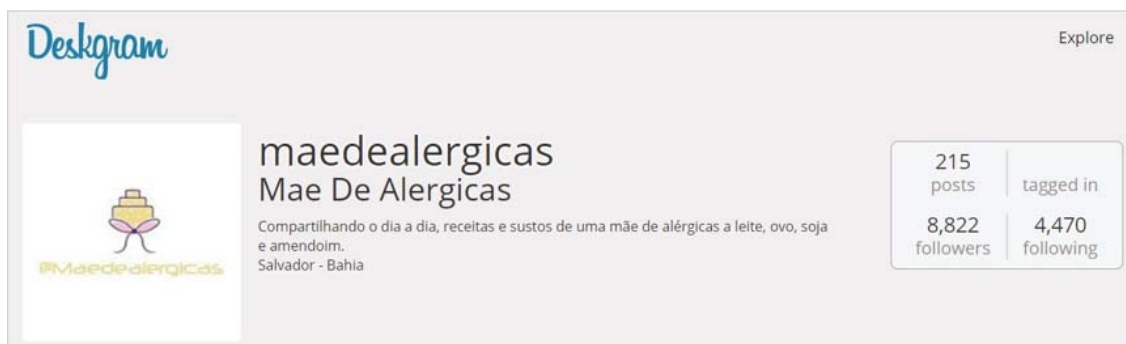 Deskgram
Explore
maedealergicas
Mae De Alergicas
Compartilhando o dia a dia, receitas e sustos de uma mãe de alérgicas a leite, ovo, soja
e amendoim.
Salvador - Bahia
@Maedealergicas
215
posts
tagged in
8,822
followers
4,470
following